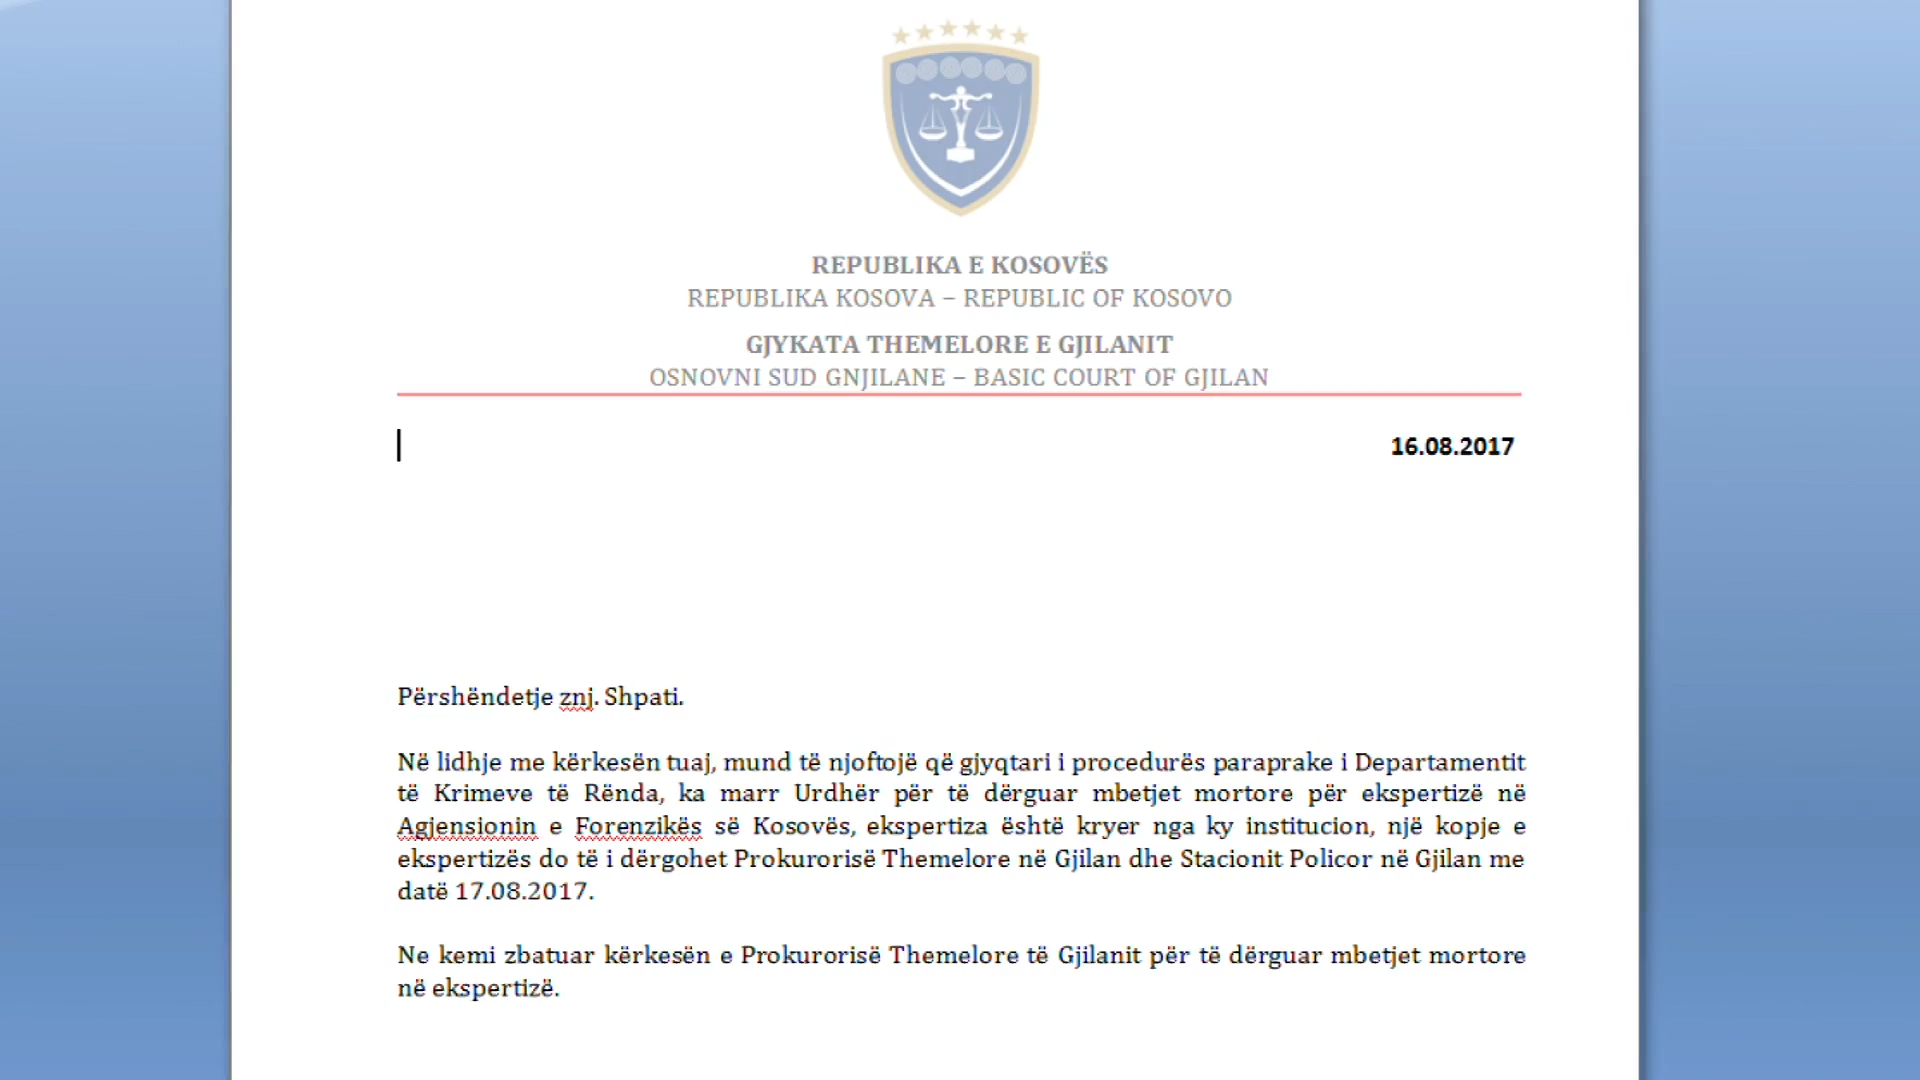 REPUBLIKA E KOSOVËS
REPUBLIKA KOSOVA – REPUBLIC OF KOSOVO
GJYKATA THEMELORE E GJILANIT
OSNOVNI SUD GNJILANE – BASIC COURT OF GJILAN
16.08.2017
Përshëndetje znj. Shpati.
Në lidhje me kërkesën tuaj, mund të njoftojë që gjyqtari i procedurës paraprake i Departamentit
të Krimeve të Rënda, ka marr Urdhër për të dërguar mbetjet mortore për ekspertizë në
Agjensionin e Forenzikës së Kosovës, ekspertiza është kryer nga ky institucion, një kopje e
ekspertizës do të i dërgohet Prokurorisë Themelore në Gjilan dhe Stacionit Policor në Gjilan me
datë 17.08.2017.
Ne kemi zbatuar kërkesën e Prokurorisë Themelore të Gjilanit për të dërguar mbetjet mortore
në ekspertizë.